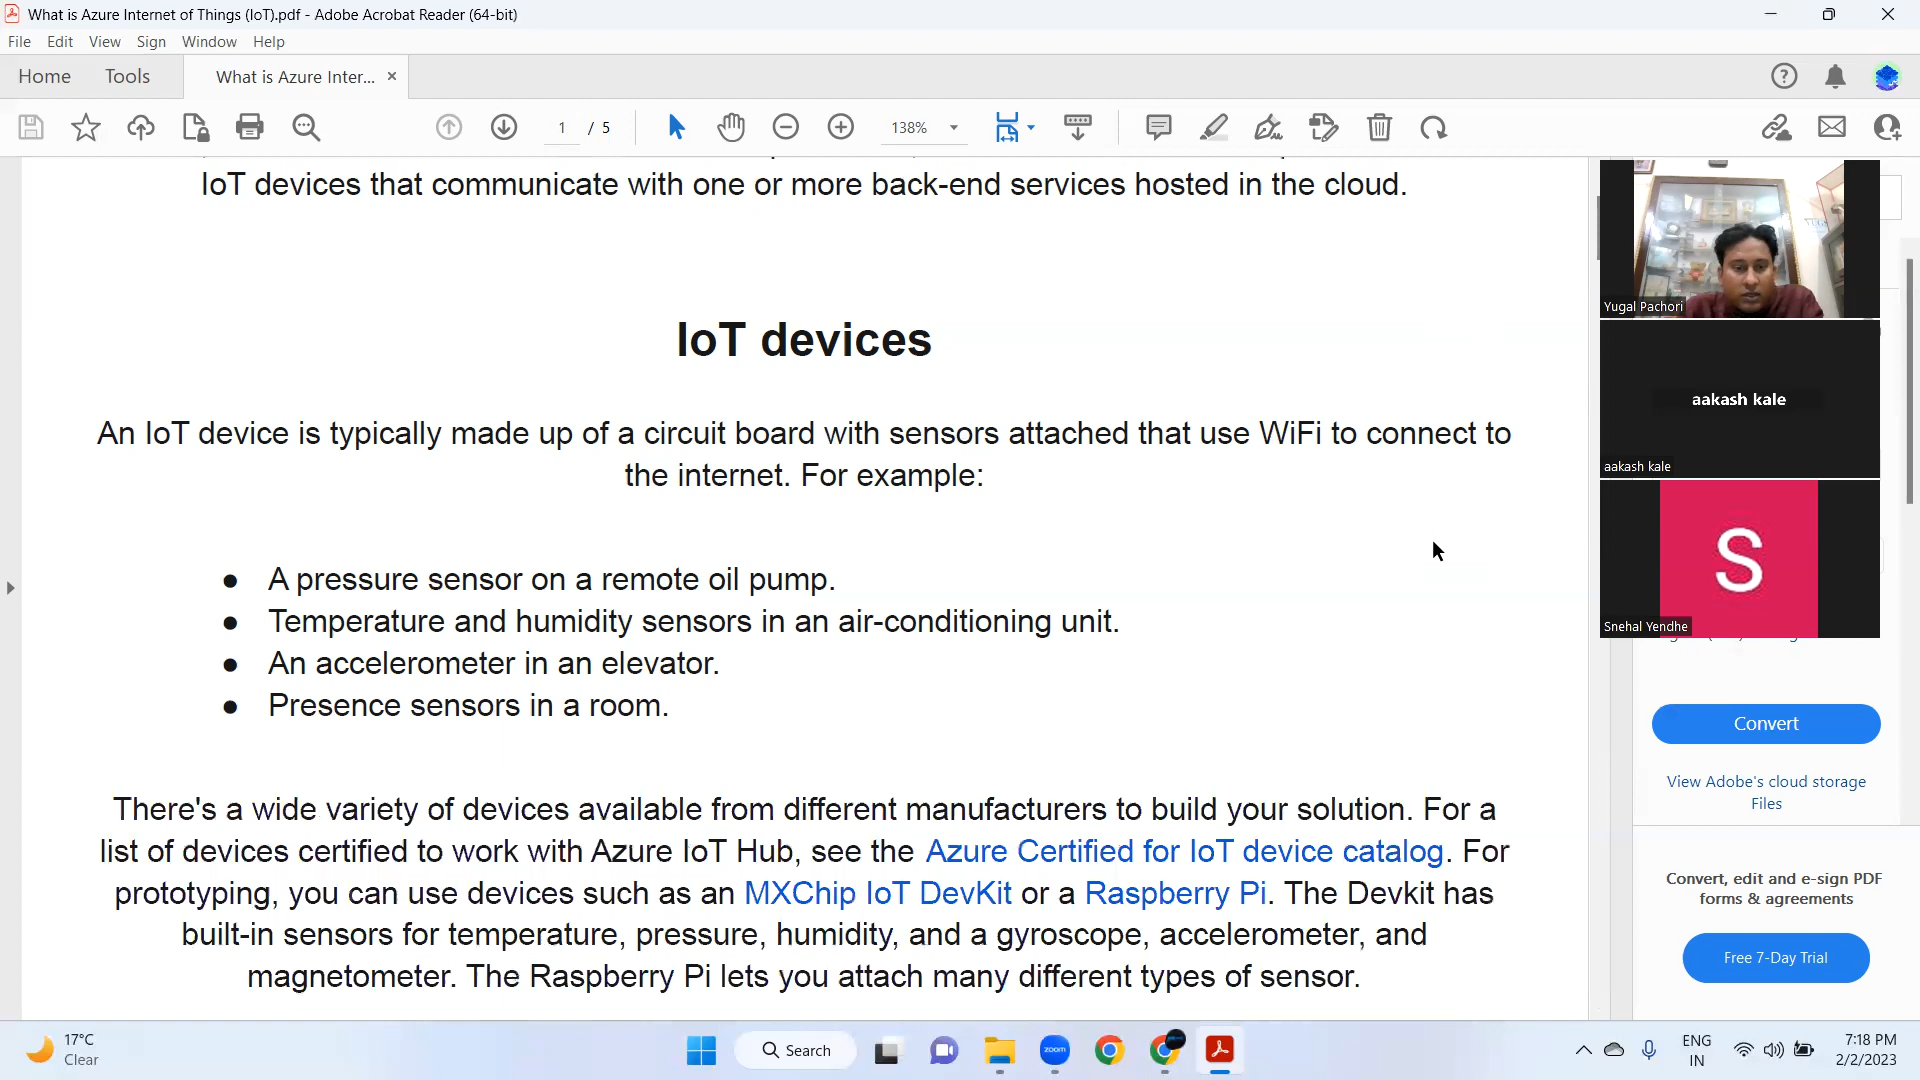 What is Azure Internet of Things (IoT).pdf - Adobe Acrobat Reader (64-bit)
File Edit View Sign Window Help
Home Tools What is Azure Inter... ×
1 / 5 138%
IoT devices that communicate with one or more back-end services hosted in the cloud.
IoT devices
An IoT device is typically made up of a circuit board with sensors attached that use WiFi to connect to
the internet. For example:
● A pressure sensor on a remote oil pump.
● Temperature and humidity sensors in an air-conditioning unit.
● An accelerometer in an elevator.
● Presence sensors in a room.
There's a wide variety of devices available from different manufacturers to build your solution. For a
list of devices certified to work with Azure IoT Hub, see the Azure Certified for IoT device catalog. For
prototyping, you can use devices such as an MXChip IoT DevKit or a Raspberry Pi. The Devkit has
built-in sensors for temperature, pressure, humidity, and a gyroscope, accelerometer, and
magnetometer. The Raspberry Pi lets you attach many different types of sensor.
Yugal Pachori
aakash kale
aakash kale
S
Snehal Yendhe
Convert
View Adobe's cloud storage
Files
Convert, edit and e-sign PDF
forms & agreements
Free 7-Day Trial
17°C
Clear
Search
zoom
ENG
IN
7:18 PM
2/2/2023